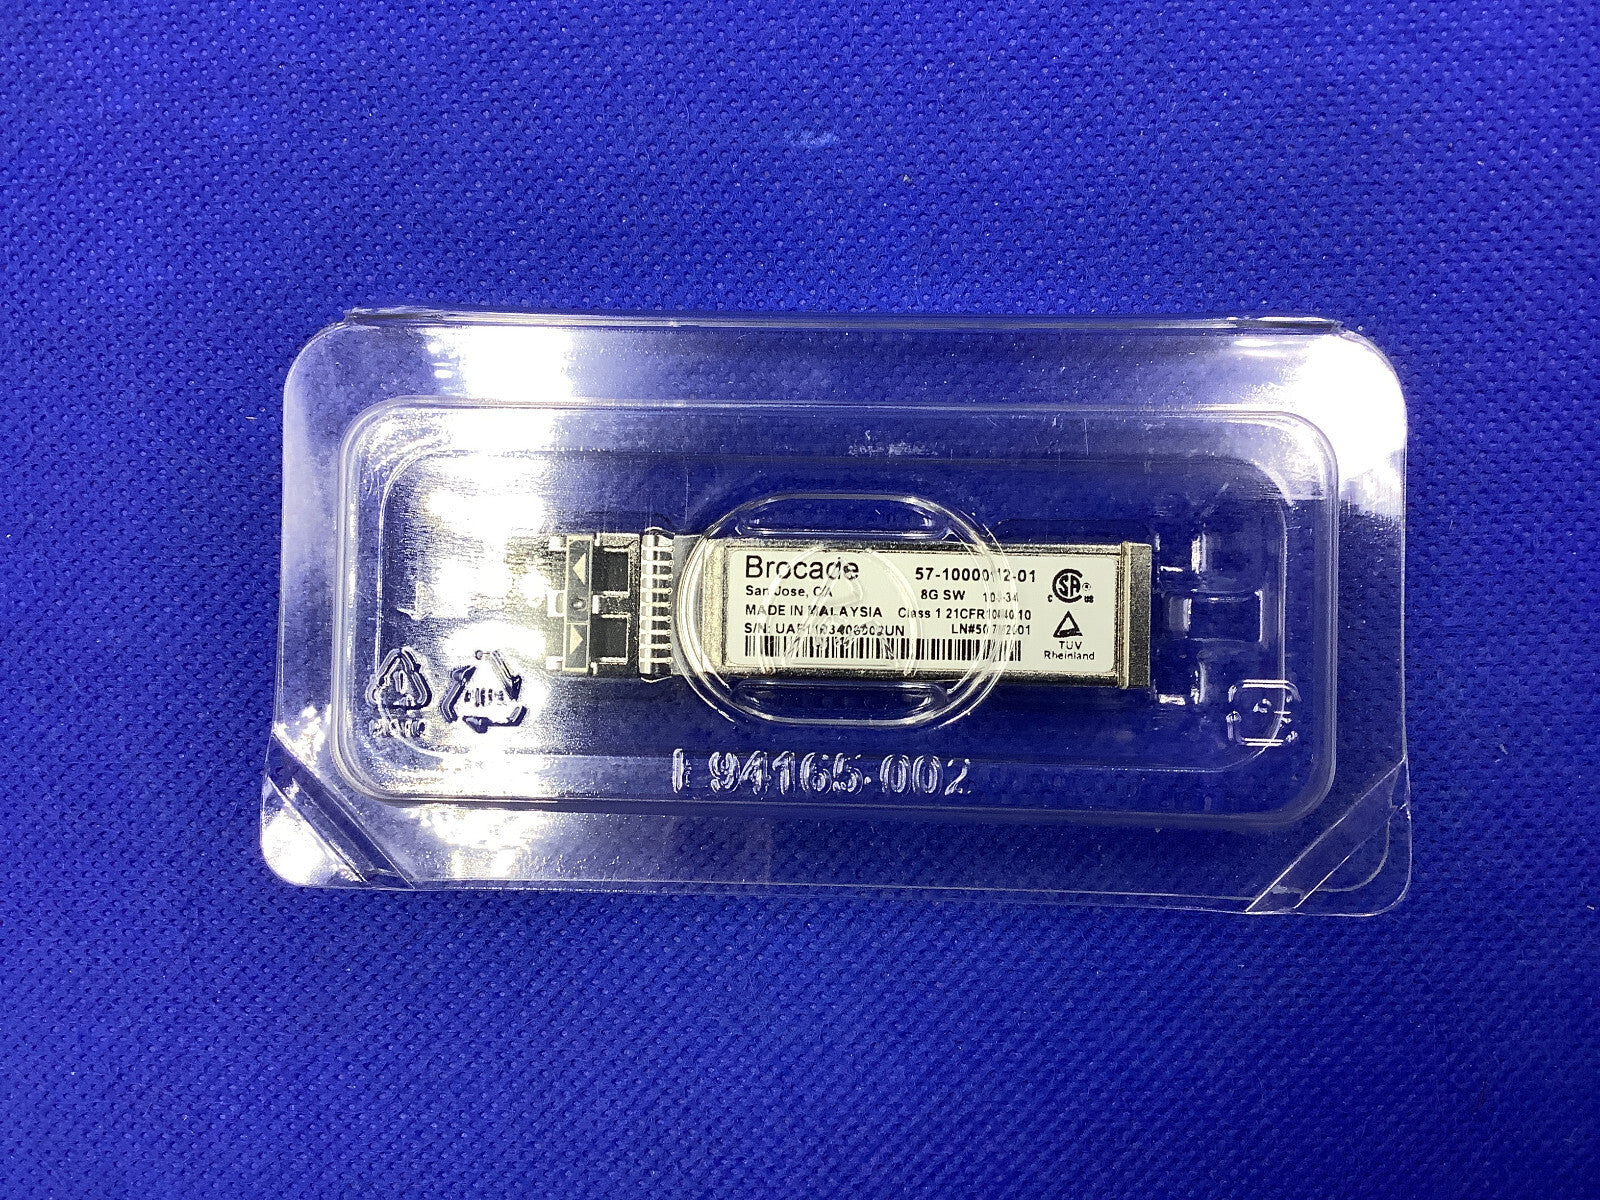 Brocade
57-1000012-01
San Jose, CA
8G SW
MADE IN MALAYSIA
Class 1 21CFR1040.10
S/N:
C US
TUV
Rheinland
94165-002